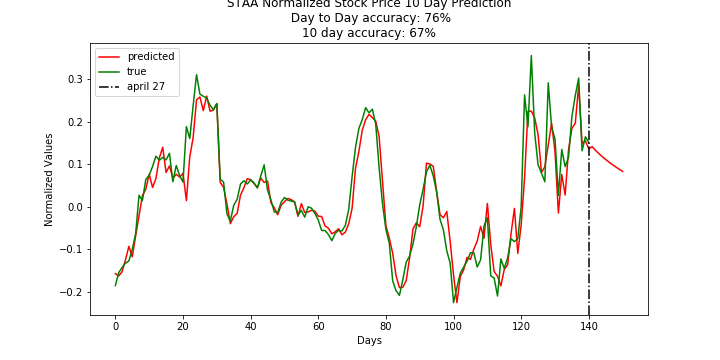 STAA Normalized Stock Price 10 Day Prediction
Day to Day accuracy: 76%
10 day accuracy: 67%
predicted
true
april 27
Normalized Values
0.3
0.2
0.1
0.0
−0.1
−0.2
0
20
40
60
80
100
120
140
Days